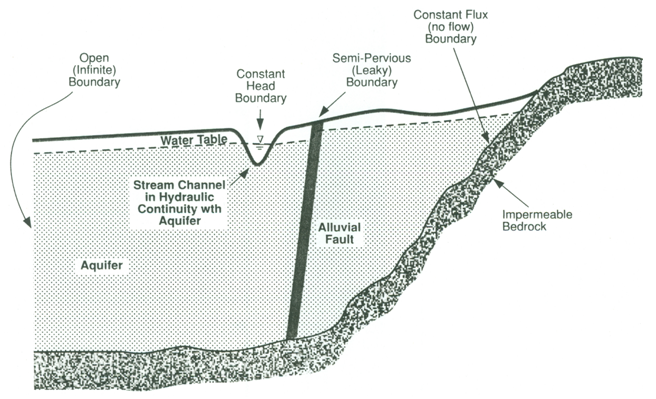 Constant Flux
(no flow)
Boundary
Open
(Infinite)
Boundary
Semi-Pervious
(Leaky)
Boundary
Constant
Head
Boundary
Water Table
Stream Channel
in Hydraulic
Continuity wth
Aquifer
Alluvial
Fault
Impermeable
Bedrock
Aquifer